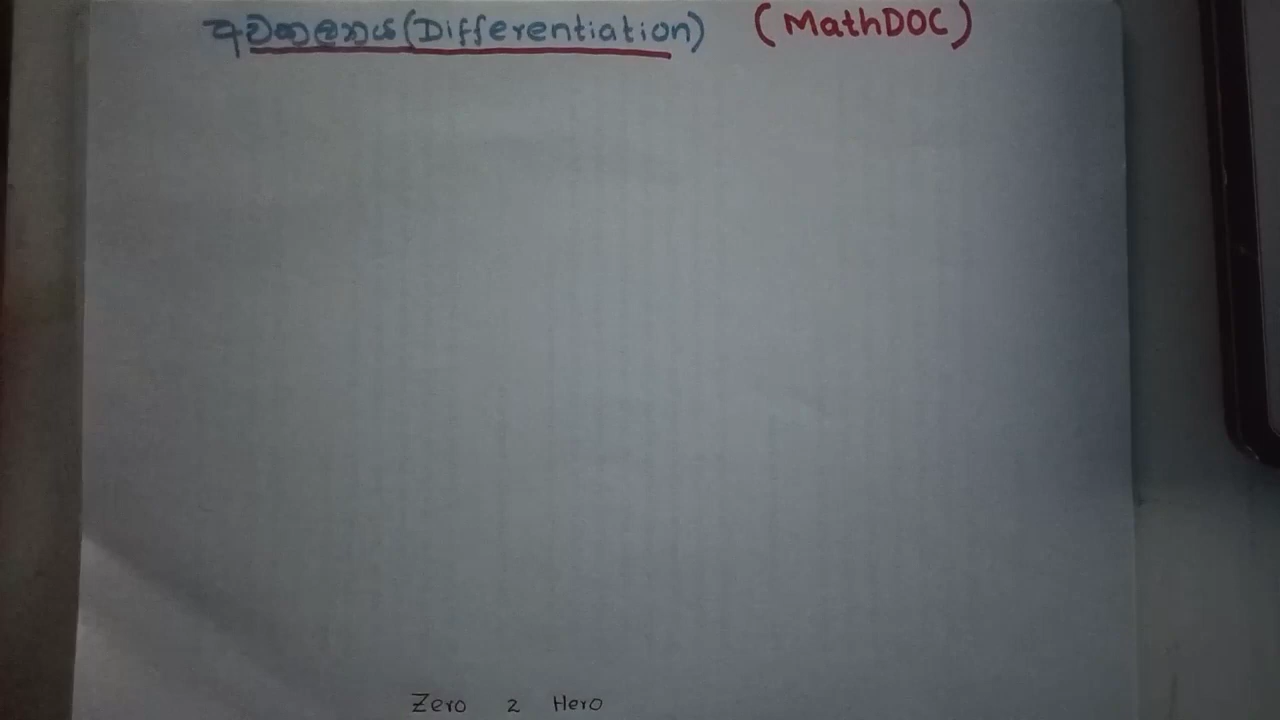 අවකලනය (Differentiation) (MathDOC)
Zero 2 Hero